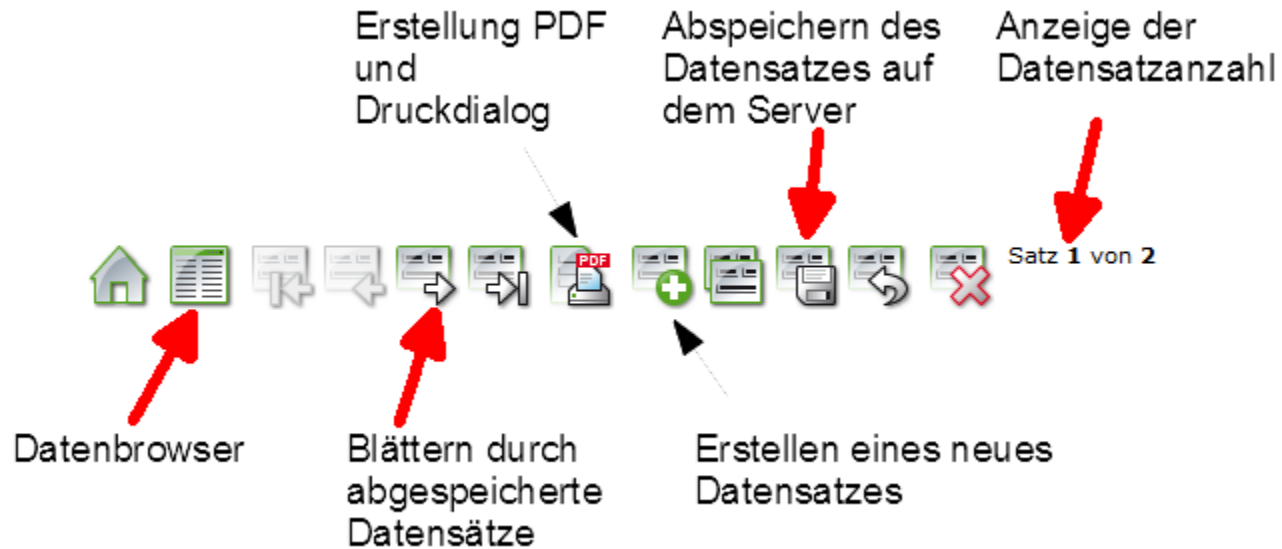 Erstellung PDF
und
Druckdialog
Abspeichern des
Datensatzes auf
dem Server
Anzeige der
Datensatzanzahl
PDF
Satz 1 von 2
Datenbrowser
Blättern durch
abgespeicherte
Datensätze
Erstellen eines neues
Datensatzes